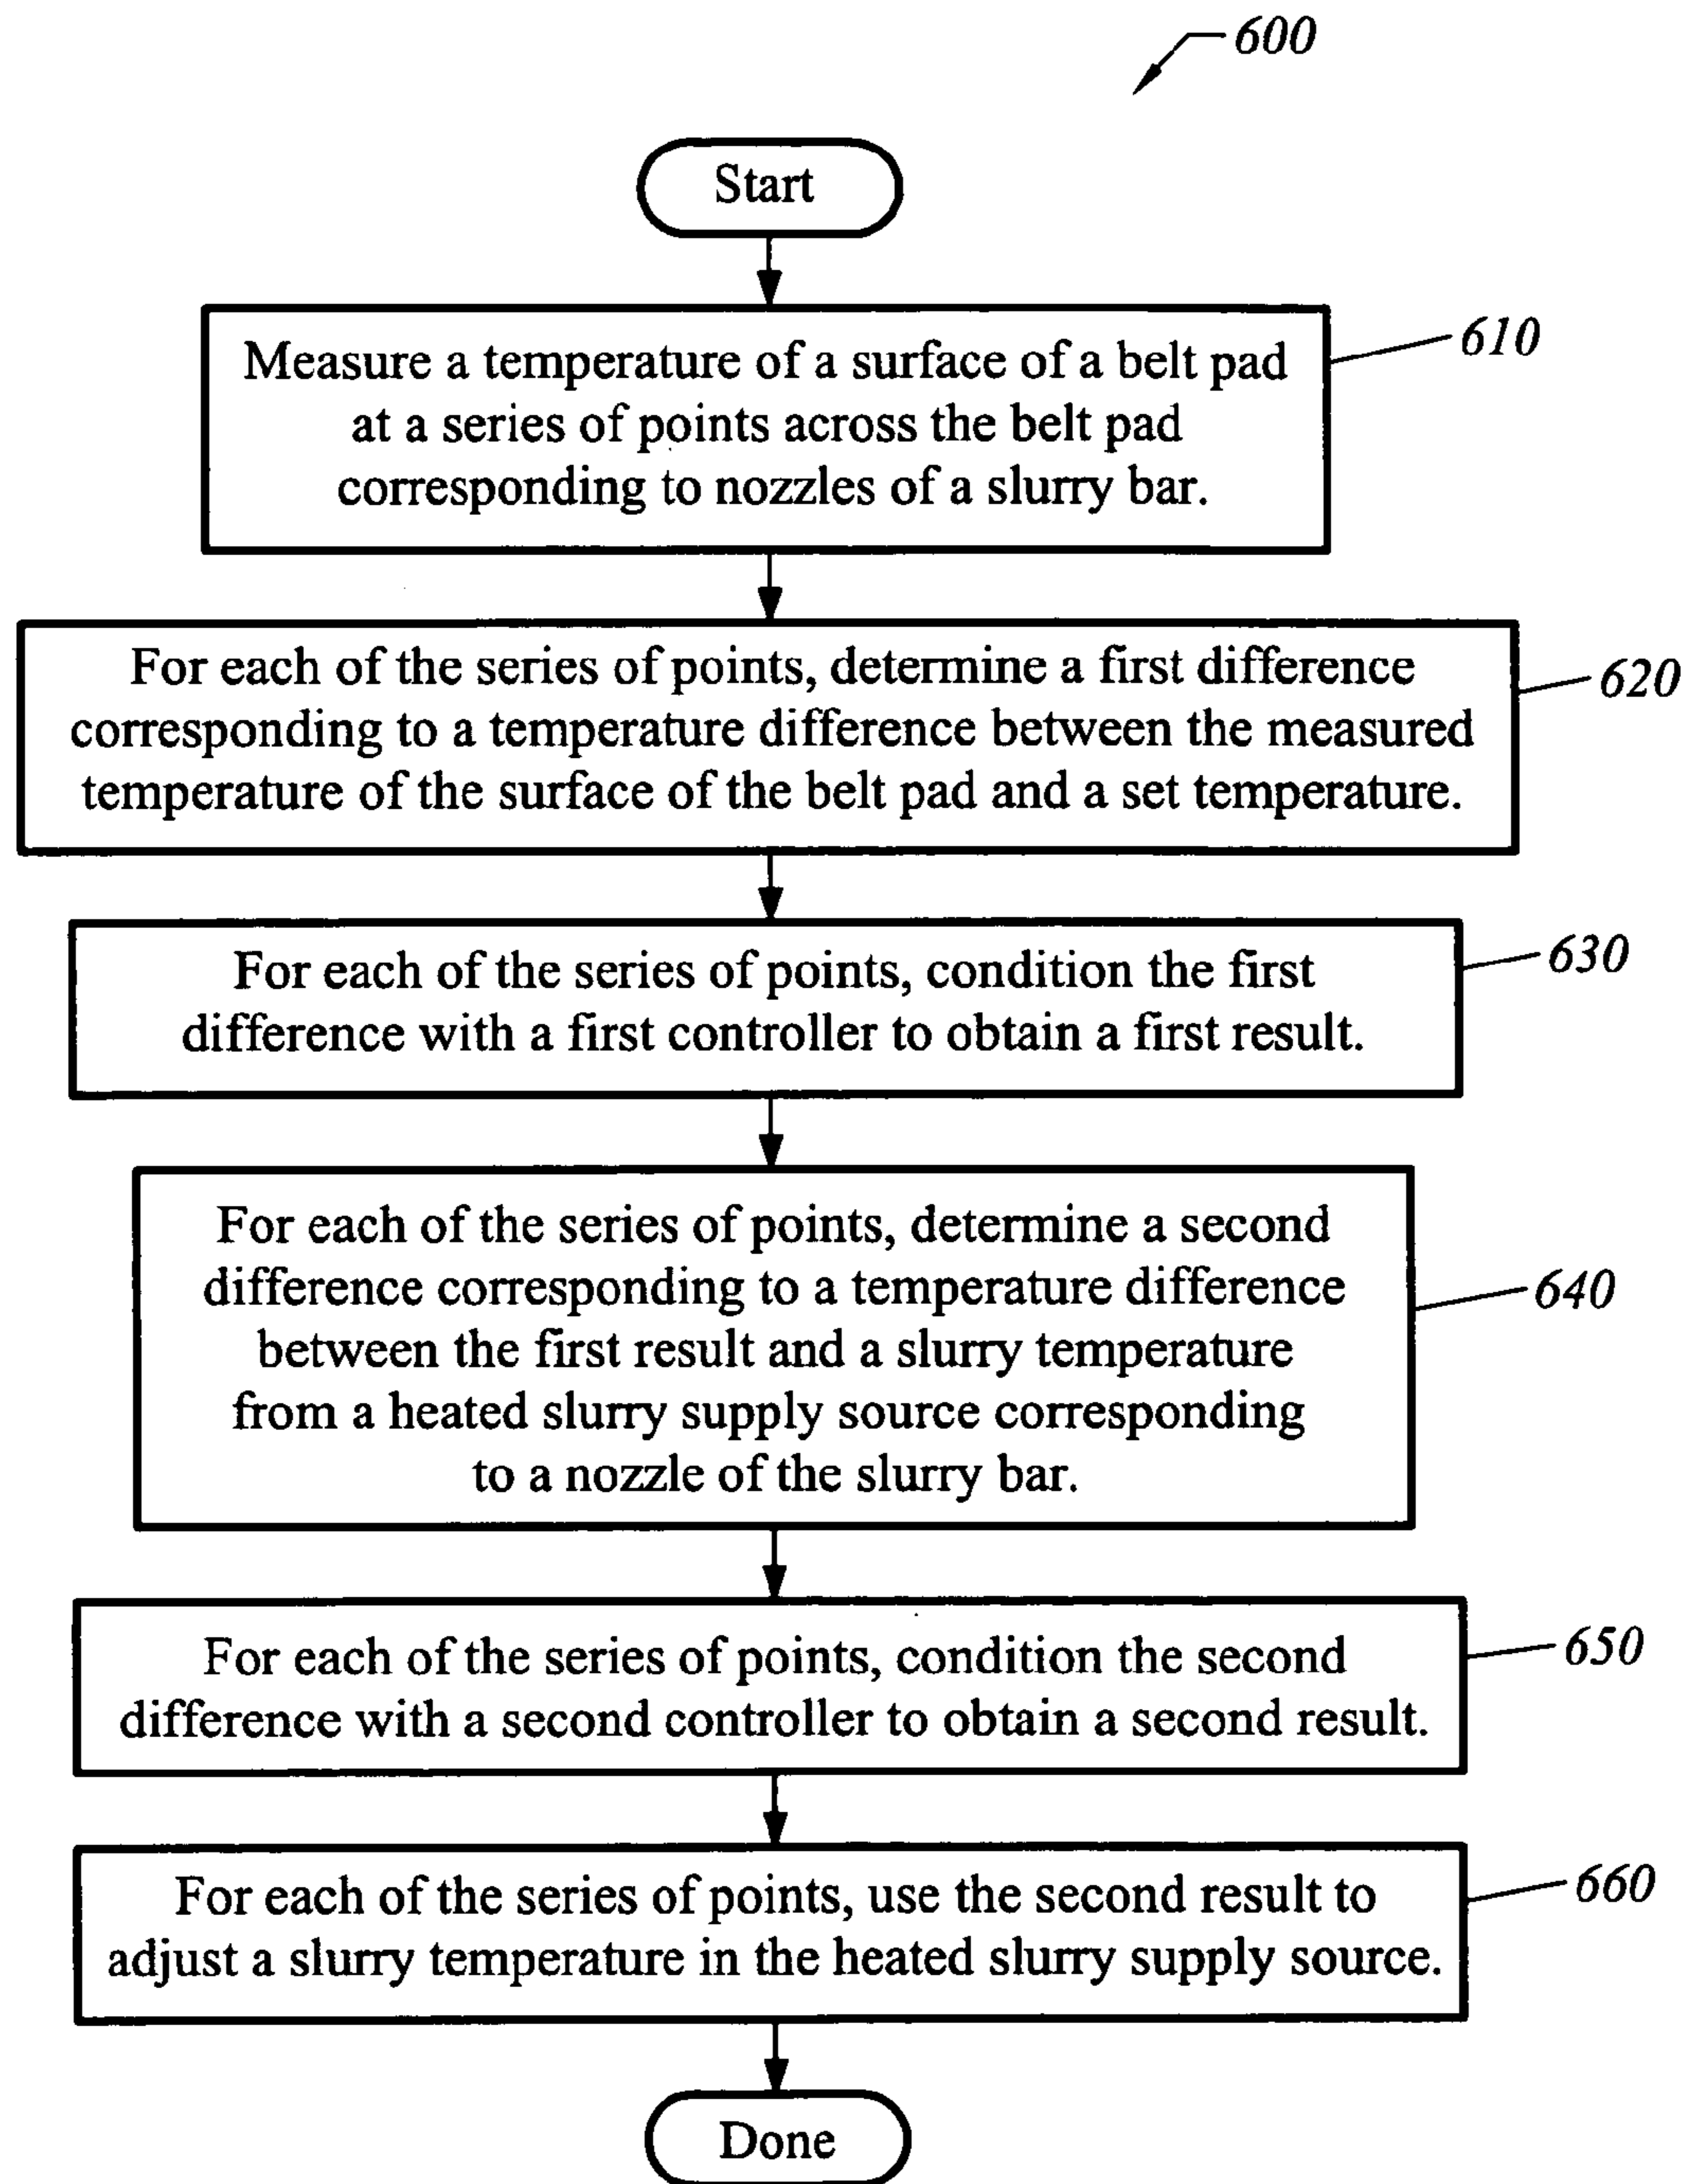 600
Start
Measure a temperature of a surface of a belt pad
at a series of points across the belt pad
corresponding to nozzles of a slurry bar.
610
For each of the series of points, determine a first difference
corresponding to a temperature difference between the measured
temperature of the surface of the belt pad and a set temperature.
620
For each of the series of points, condition the first
difference with a first controller to obtain a first result.
630
For each of the series of points, determine a second
difference corresponding to a temperature difference
between the first result and a slurry temperature
from a heated slurry supply source corresponding
to a nozzle of the slurry bar.
640
For each of the series of points, condition the second
difference with a second controller to obtain a second result.
650
For each of the series of points, use the second result to
adjust a slurry temperature in the heated slurry supply source.
660
Done